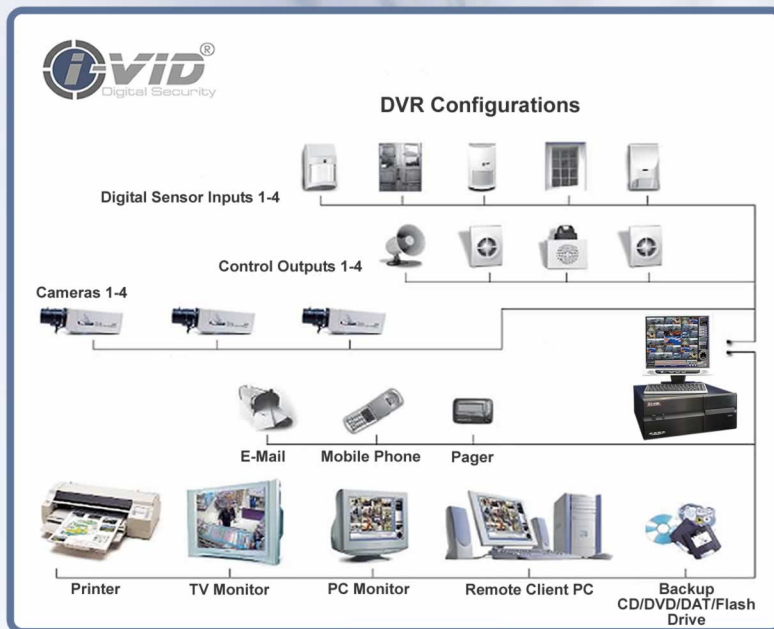 i-ViD®
Digital Security
DVR Configurations
Digital Sensor Inputs 1-4
Control Outputs 1-4
Cameras 1-4
E-Mail
Mobile Phone
Pager
Printer
TV Monitor
PC Monitor
Remote Client PC
Backup
CD/DVD/DAT/Flash
Drive